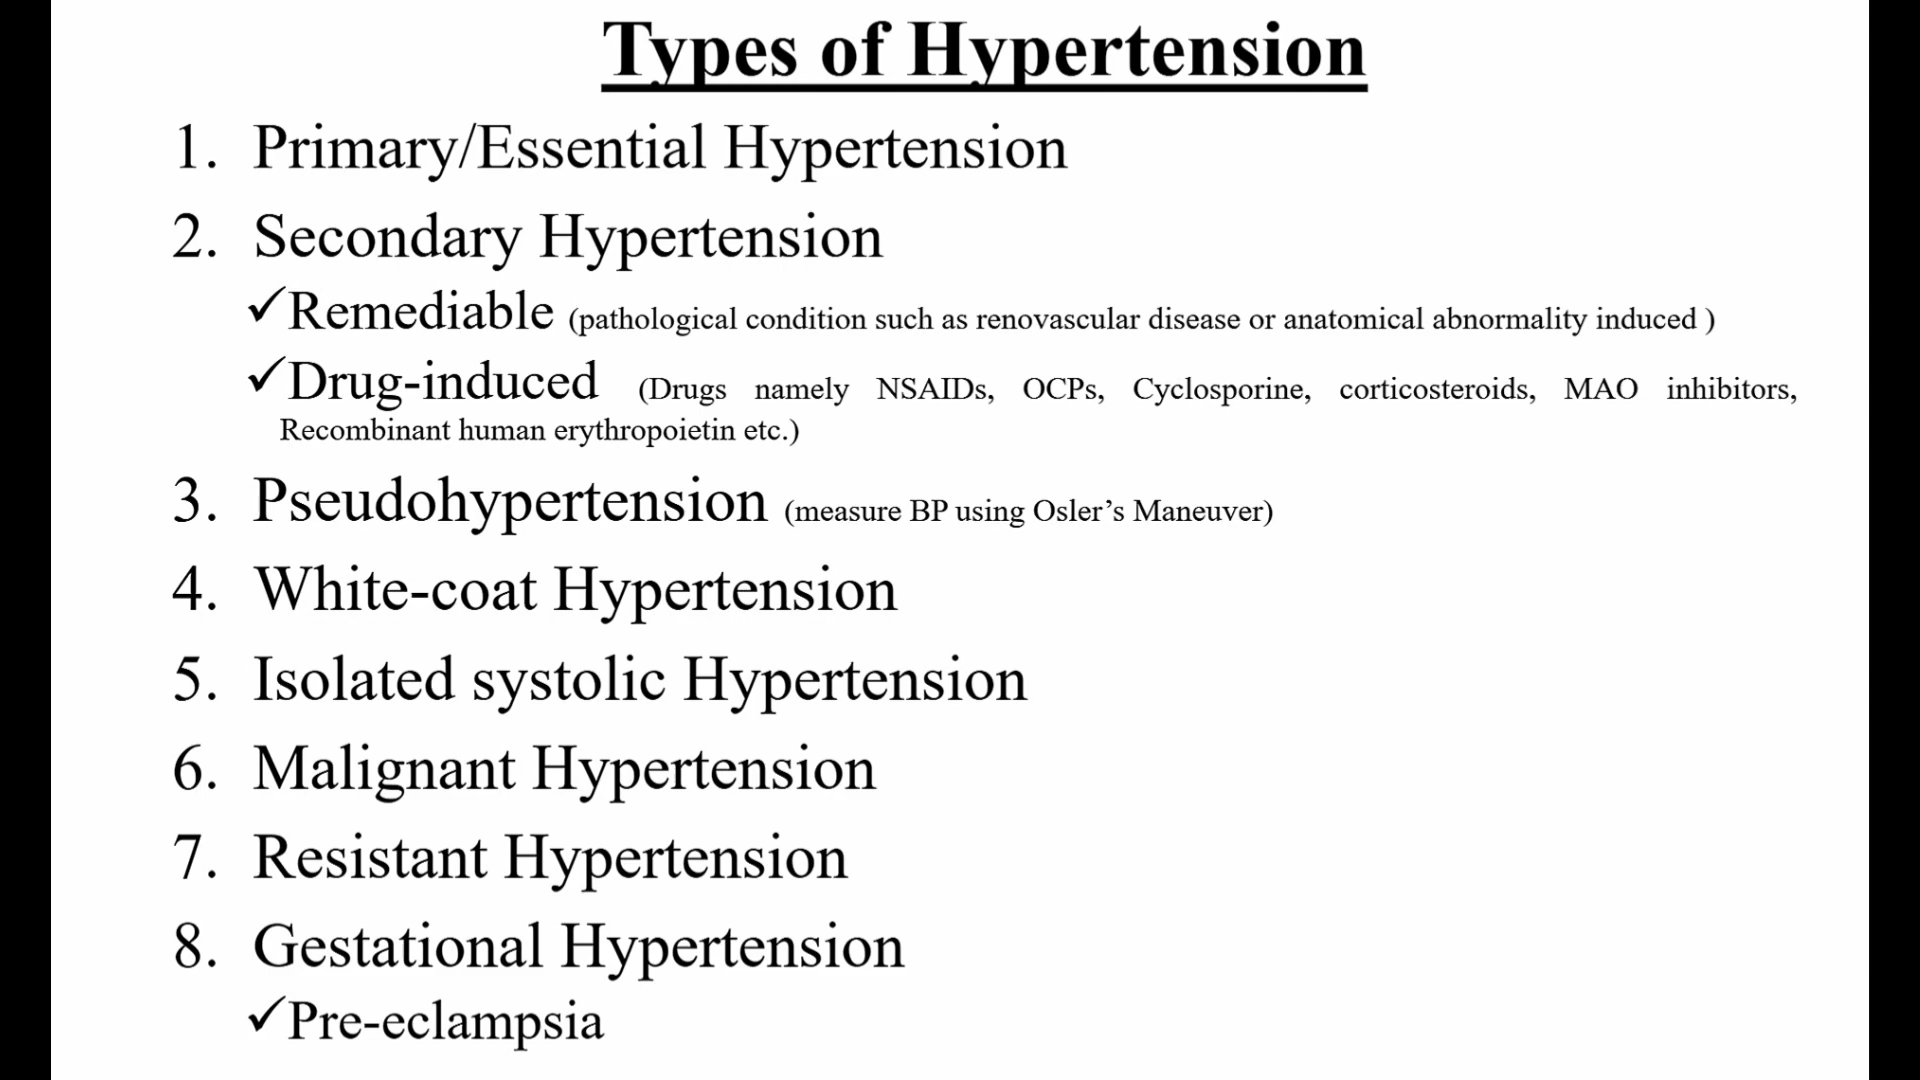 Types of Hypertension
1. Primary/Essential Hypertension
2. Secondary Hypertension
✓Remediable (pathological condition such as renovascular disease or anatomical abnormality induced )
✓Drug-induced (Drugs namely NSAIDs, OCPs, Cyclosporine, corticosteroids, MAO inhibitors,
Recombinant human erythropoietin etc.)
3. Pseudohypertension (measure BP using Osler’s Maneuver)
4. White-coat Hypertension
5. Isolated systolic Hypertension
6. Malignant Hypertension
7. Resistant Hypertension
8. Gestational Hypertension
✓Pre-eclampsia